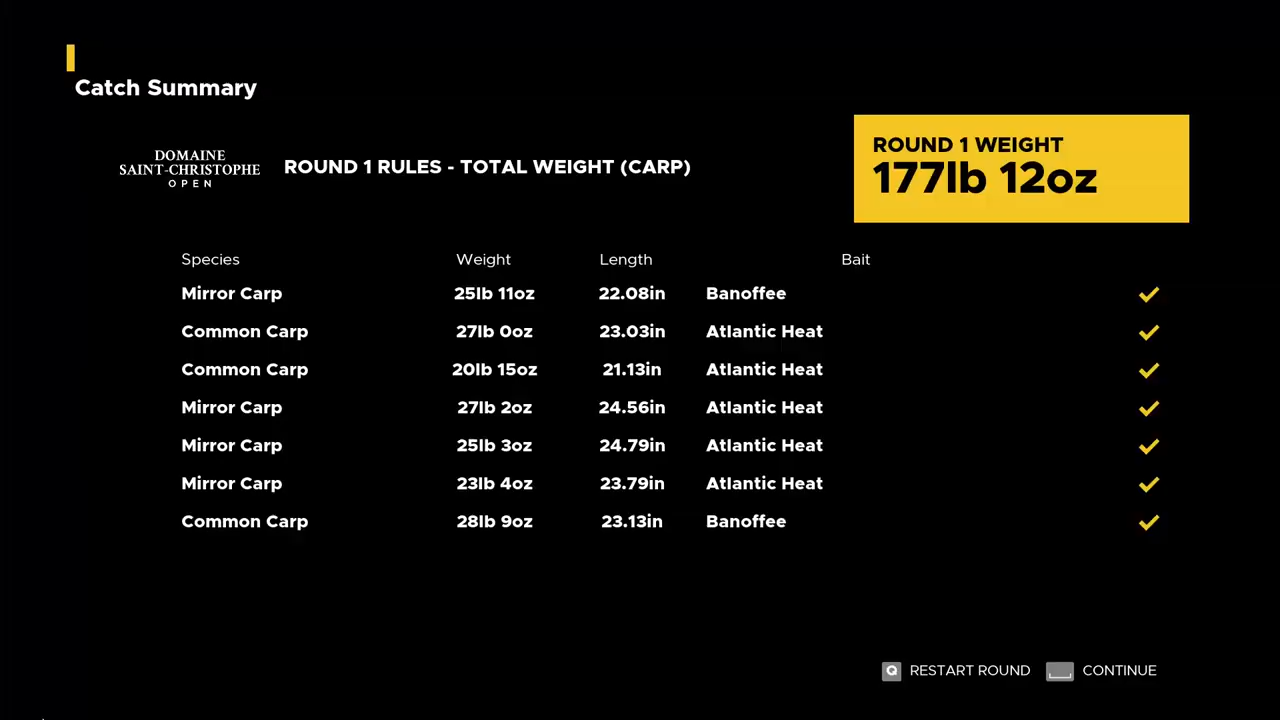 Catch Summary
DOMAINE
SAINT-CHRISTOPHE
OPEN
ROUND 1 RULES - TOTAL WEIGHT (CARP)
ROUND 1 WEIGHT
177lb 12oz
Species Weight Length Bait
Mirror Carp 25lb 11oz 22.08in Banoffee
Common Carp 27lb 0oz 23.03in Atlantic Heat
Common Carp 20lb 15oz 21.13in Atlantic Heat
Mirror Carp 27lb 2oz 24.56in Atlantic Heat
Mirror Carp 25lb 3oz 24.79in Atlantic Heat
Mirror Carp 23lb 4oz 23.79in Atlantic Heat
Common Carp 28lb 9oz 23.13in Banoffee
Q RESTART ROUND CONTINUE